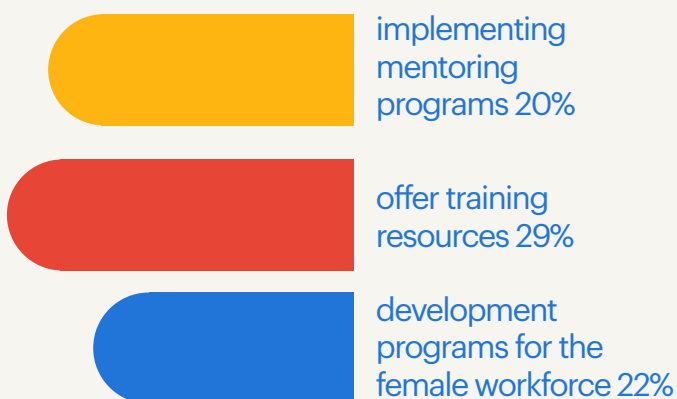 implementing
mentoring
programs 20%
offer training
resources 29%
development
programs for the
female workforce 22%